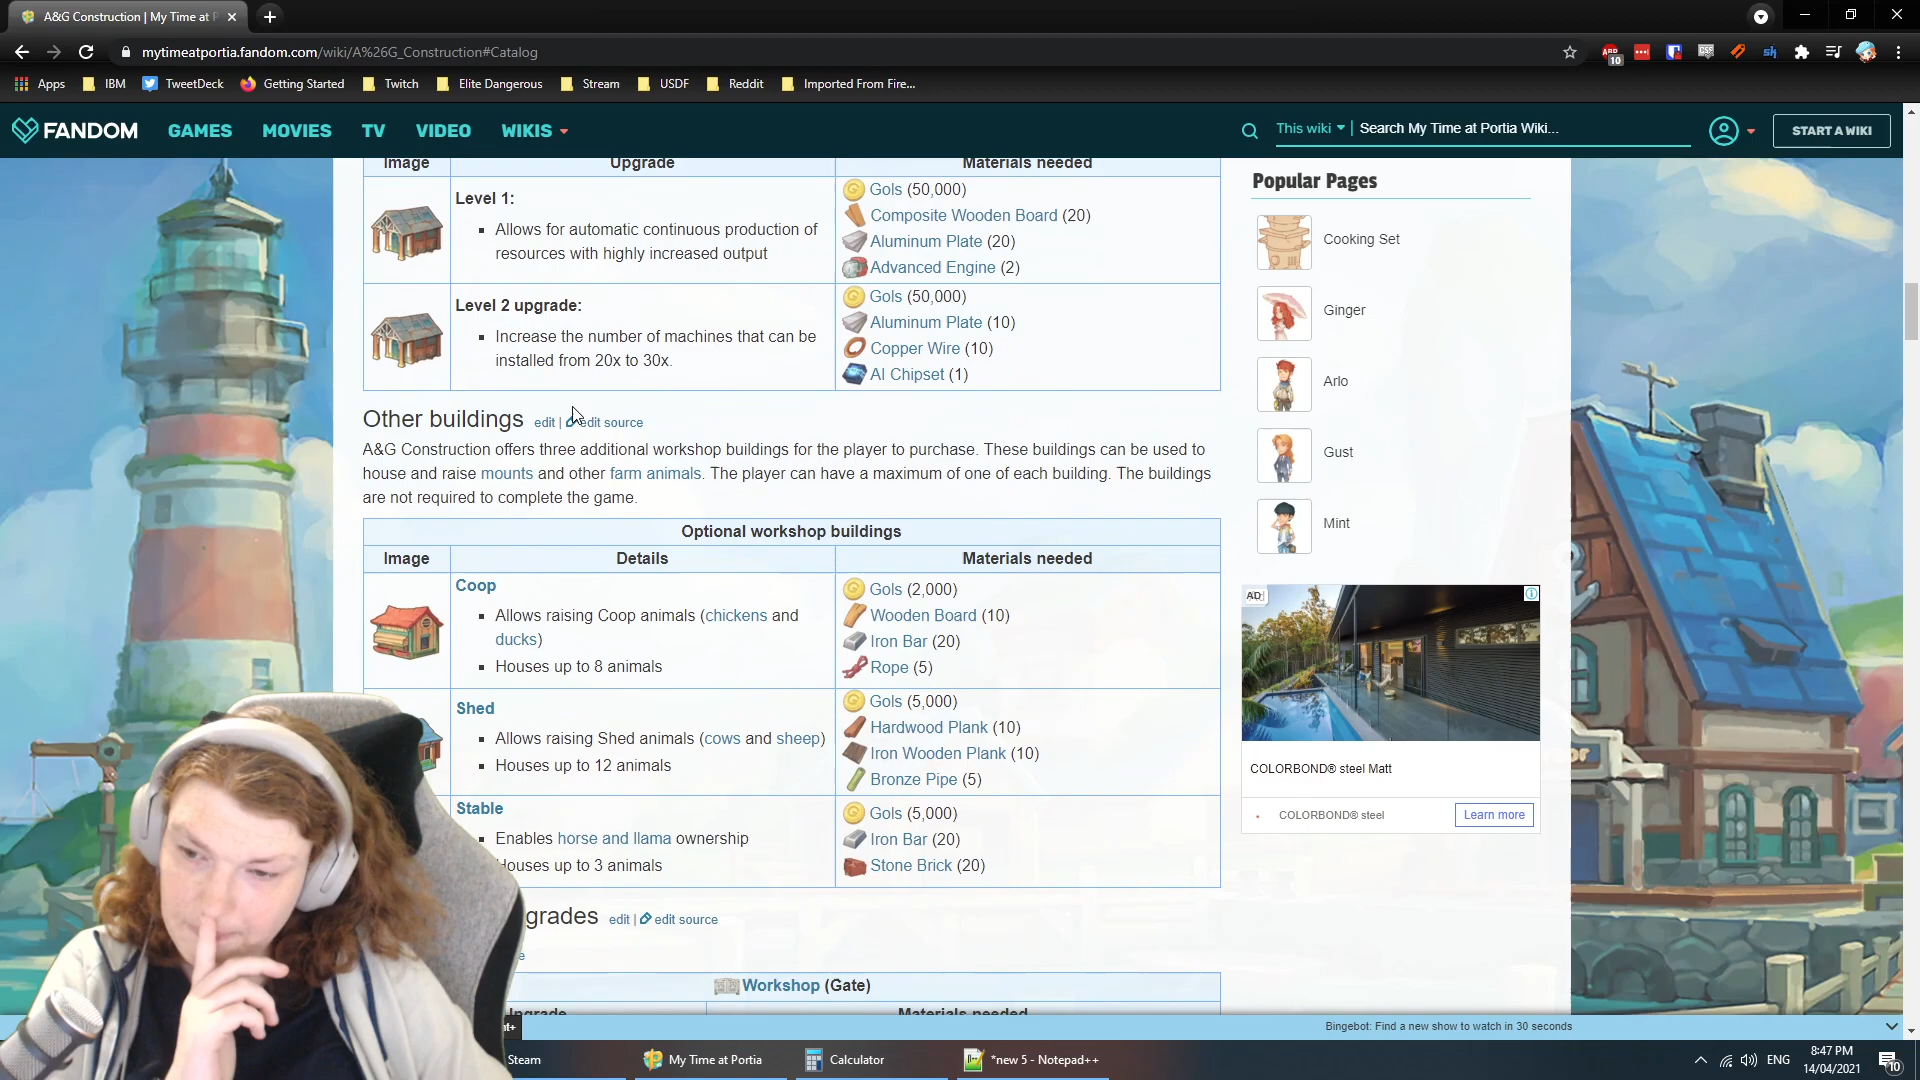 A&G Construction | My Time at P
mytimeatportia.fandom.com/wiki/A%26G_Construction#Catalog
ABP
10
CSS
sk
Apps
IBM
TweetDeck
Getting Started
Twitch
Elite Dangerous
Stream
USDF
Reddit
Imported From Fire...
FANDOM
GAMES
MOVIES
TV
VIDEO
WIKIS
This wiki
Search My Time at Portia Wiki...
START A WIKI
Image Upgrade Materials needed
Level 1:
Allows for automatic continuous production of
resources with highly increased output
Gols (50,000)
Composite Wooden Board (20)
Aluminum Plate (20)
Advanced Engine (2)
Level 2 upgrade:
Increase the number of machines that can be
installed from 20x to 30x.
Gols (50,000)
Aluminum Plate (10)
Copper Wire (10)
AI Chipset (1)
Other buildings edit | edit source
A&G Construction offers three additional workshop buildings for the player to purchase. These buildings can be used to
house and raise mounts and other farm animals. The player can have a maximum of one of each building. The buildings
are not required to complete the game.
Optional workshop buildings
Image Details Materials needed
Coop
Allows raising Coop animals (chickens and
ducks)
Houses up to 8 animals
Gols (2,000)
Wooden Board (10)
Iron Bar (20)
Rope (5)
Shed
Allows raising Shed animals (cows and sheep)
Houses up to 12 animals
Gols (5,000)
Hardwood Plank (10)
Iron Wooden Plank (10)
Bronze Pipe (5)
Stable
Enables horse and llama ownership
Houses up to 3 animals
Gols (5,000)
Iron Bar (20)
Stone Brick (20)
grades edit | edit source
Workshop (Gate)
Upgrade Materials needed
Popular Pages
Cooking Set
Ginger
Arlo
Gust
Mint
AD
COLORBOND® steel Matt
COLORBOND® steel
Learn more
Bingebot: Find a new show to watch in 30 seconds
Steam
My Time at Portia
Calculator
*new 5 - Notepad++
ENG
8:47 PM
14/04/2021
10